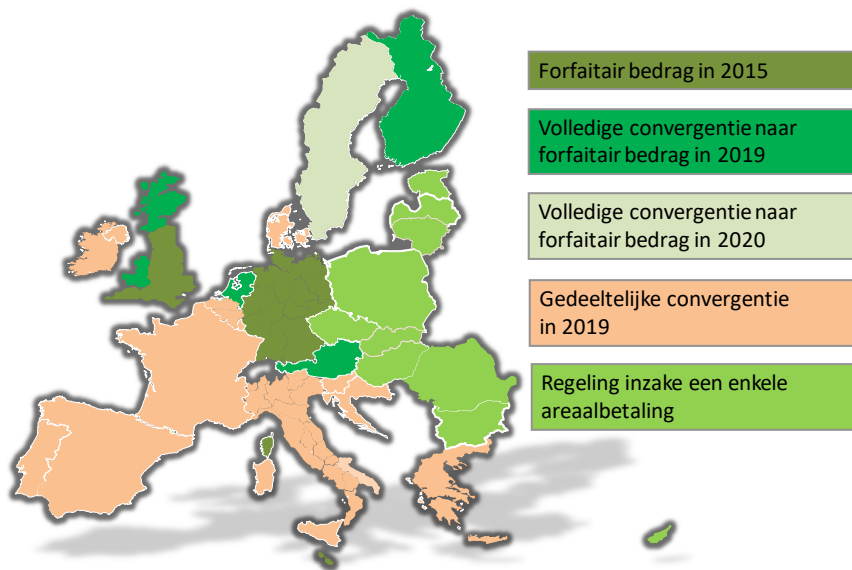 Forfaitair bedrag in 2015
Volledige convergentie naar
forfaitair bedrag in 2019
Volledige convergentie naar
forfaitair bedrag in 2020
Gedeeltelijke convergentie
in 2019
Regeling inzake een enkele
areaalbetaling